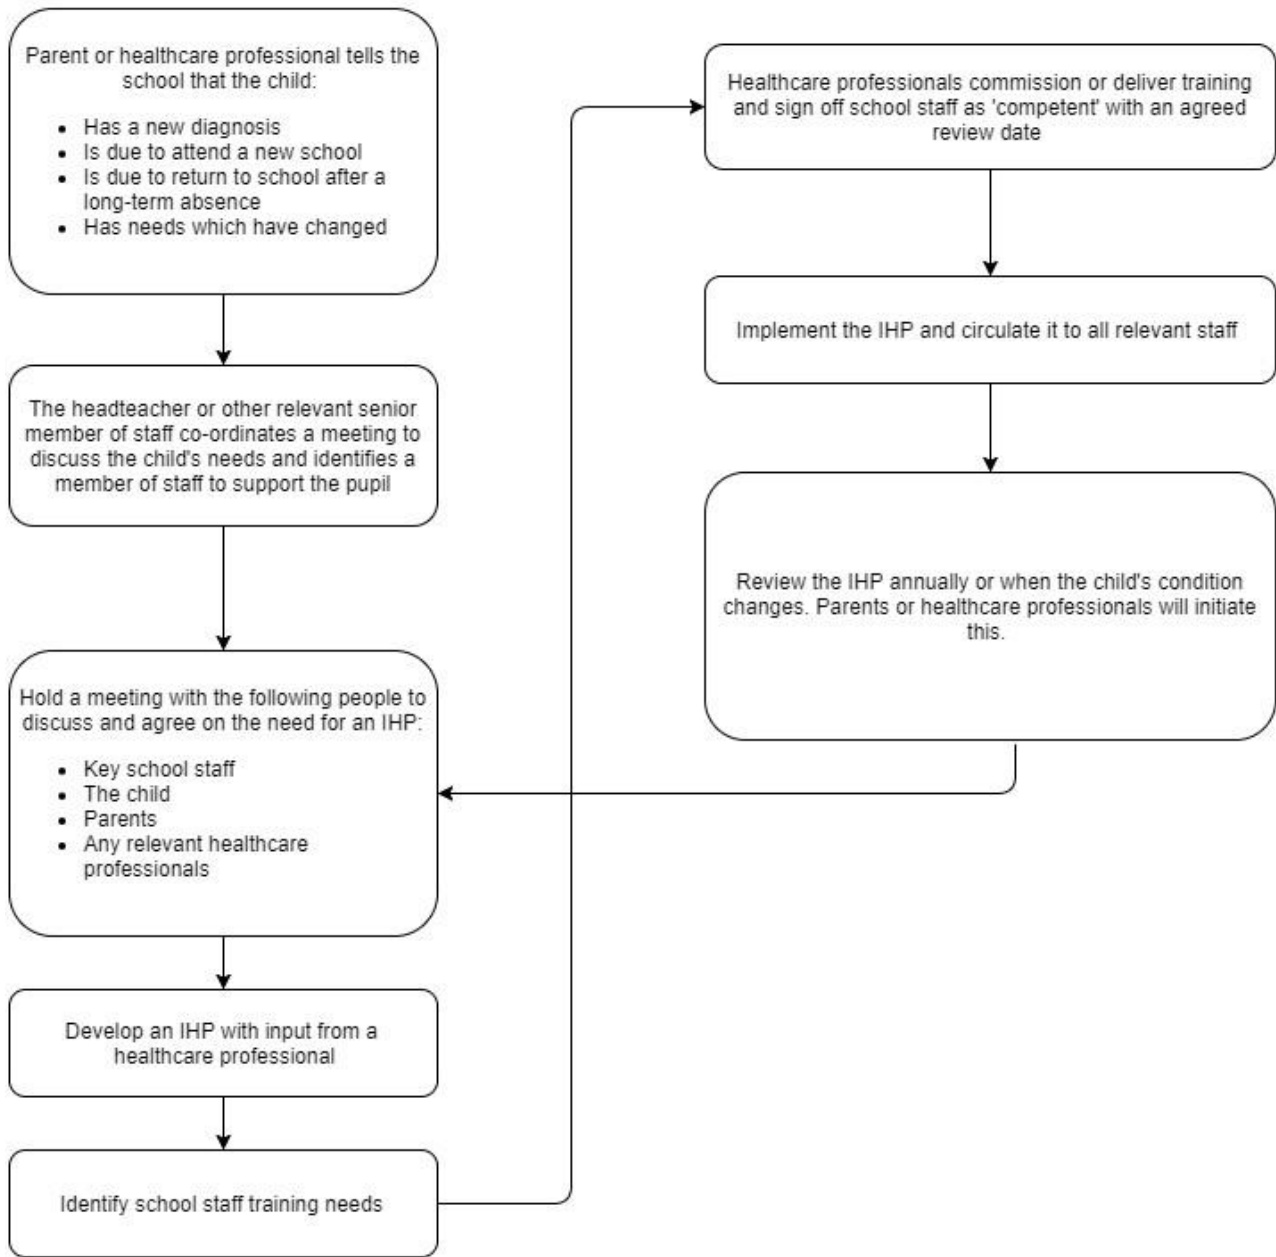 Parent or healthcare professional tells the
school that the child:
• Has a new diagnosis
• Is due to attend a new school
• Is due to return to school after a
long-term absence
• Has needs which have changed
The headteacher or other relevant senior
member of staff co-ordinates a meeting to
discuss the child's needs and identifies a
member of staff to support the pupil
Hold a meeting with the following people to
discuss and agree on the need for an IHP:
• Key school staff
• The child
• Parents
• Any relevant healthcare
professionals
Develop an IHP with input from a
healthcare professional
Identify school staff training needs
Healthcare professionals commission or deliver training
and sign off school staff as 'competent' with an agreed
review date
Implement the IHP and circulate it to all relevant staff
Review the IHP annually or when the child's condition
changes. Parents or healthcare professionals will initiate
this.